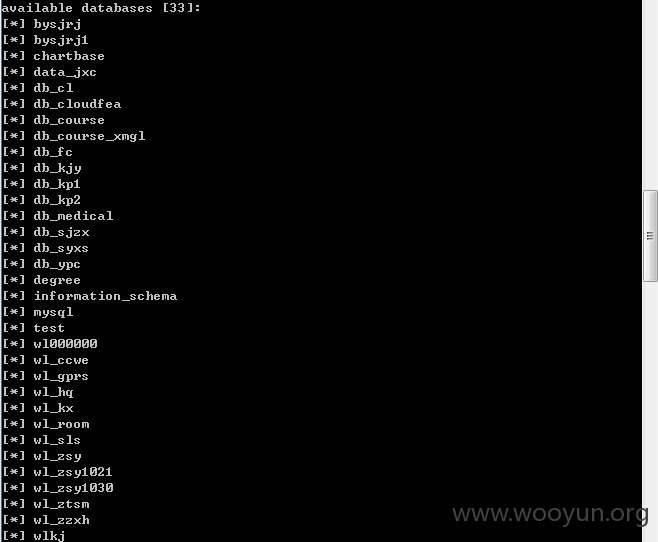 available databases [33]:
[*] bysjrj
[*] bysjrj1
[*] chartbase
[*] data_jxc
[*] db_cl
[*] db_cloudfea
[*] db_course
[*] db_course_xmgl
[*] db_fc
[*] db_kjy
[*] db_kp1
[*] db_kp2
[*] db_medical
[*] db_sjzx
[*] db_syxs
[*] db_ypc
[*] degree
[*] information_schema
[*] mysql
[*] test
[*] wl000000
[*] wl_ccwe
[*] wl_gprs
[*] wl_hq
[*] wl_kx
[*] wl_room
[*] wl_sls
[*] wl_zsy
[*] wl_zsy1021
[*] wl_zsy1030
[*] wl_ztsm
[*] wl_zzxh
[*] wlkj
www.wooyun.org